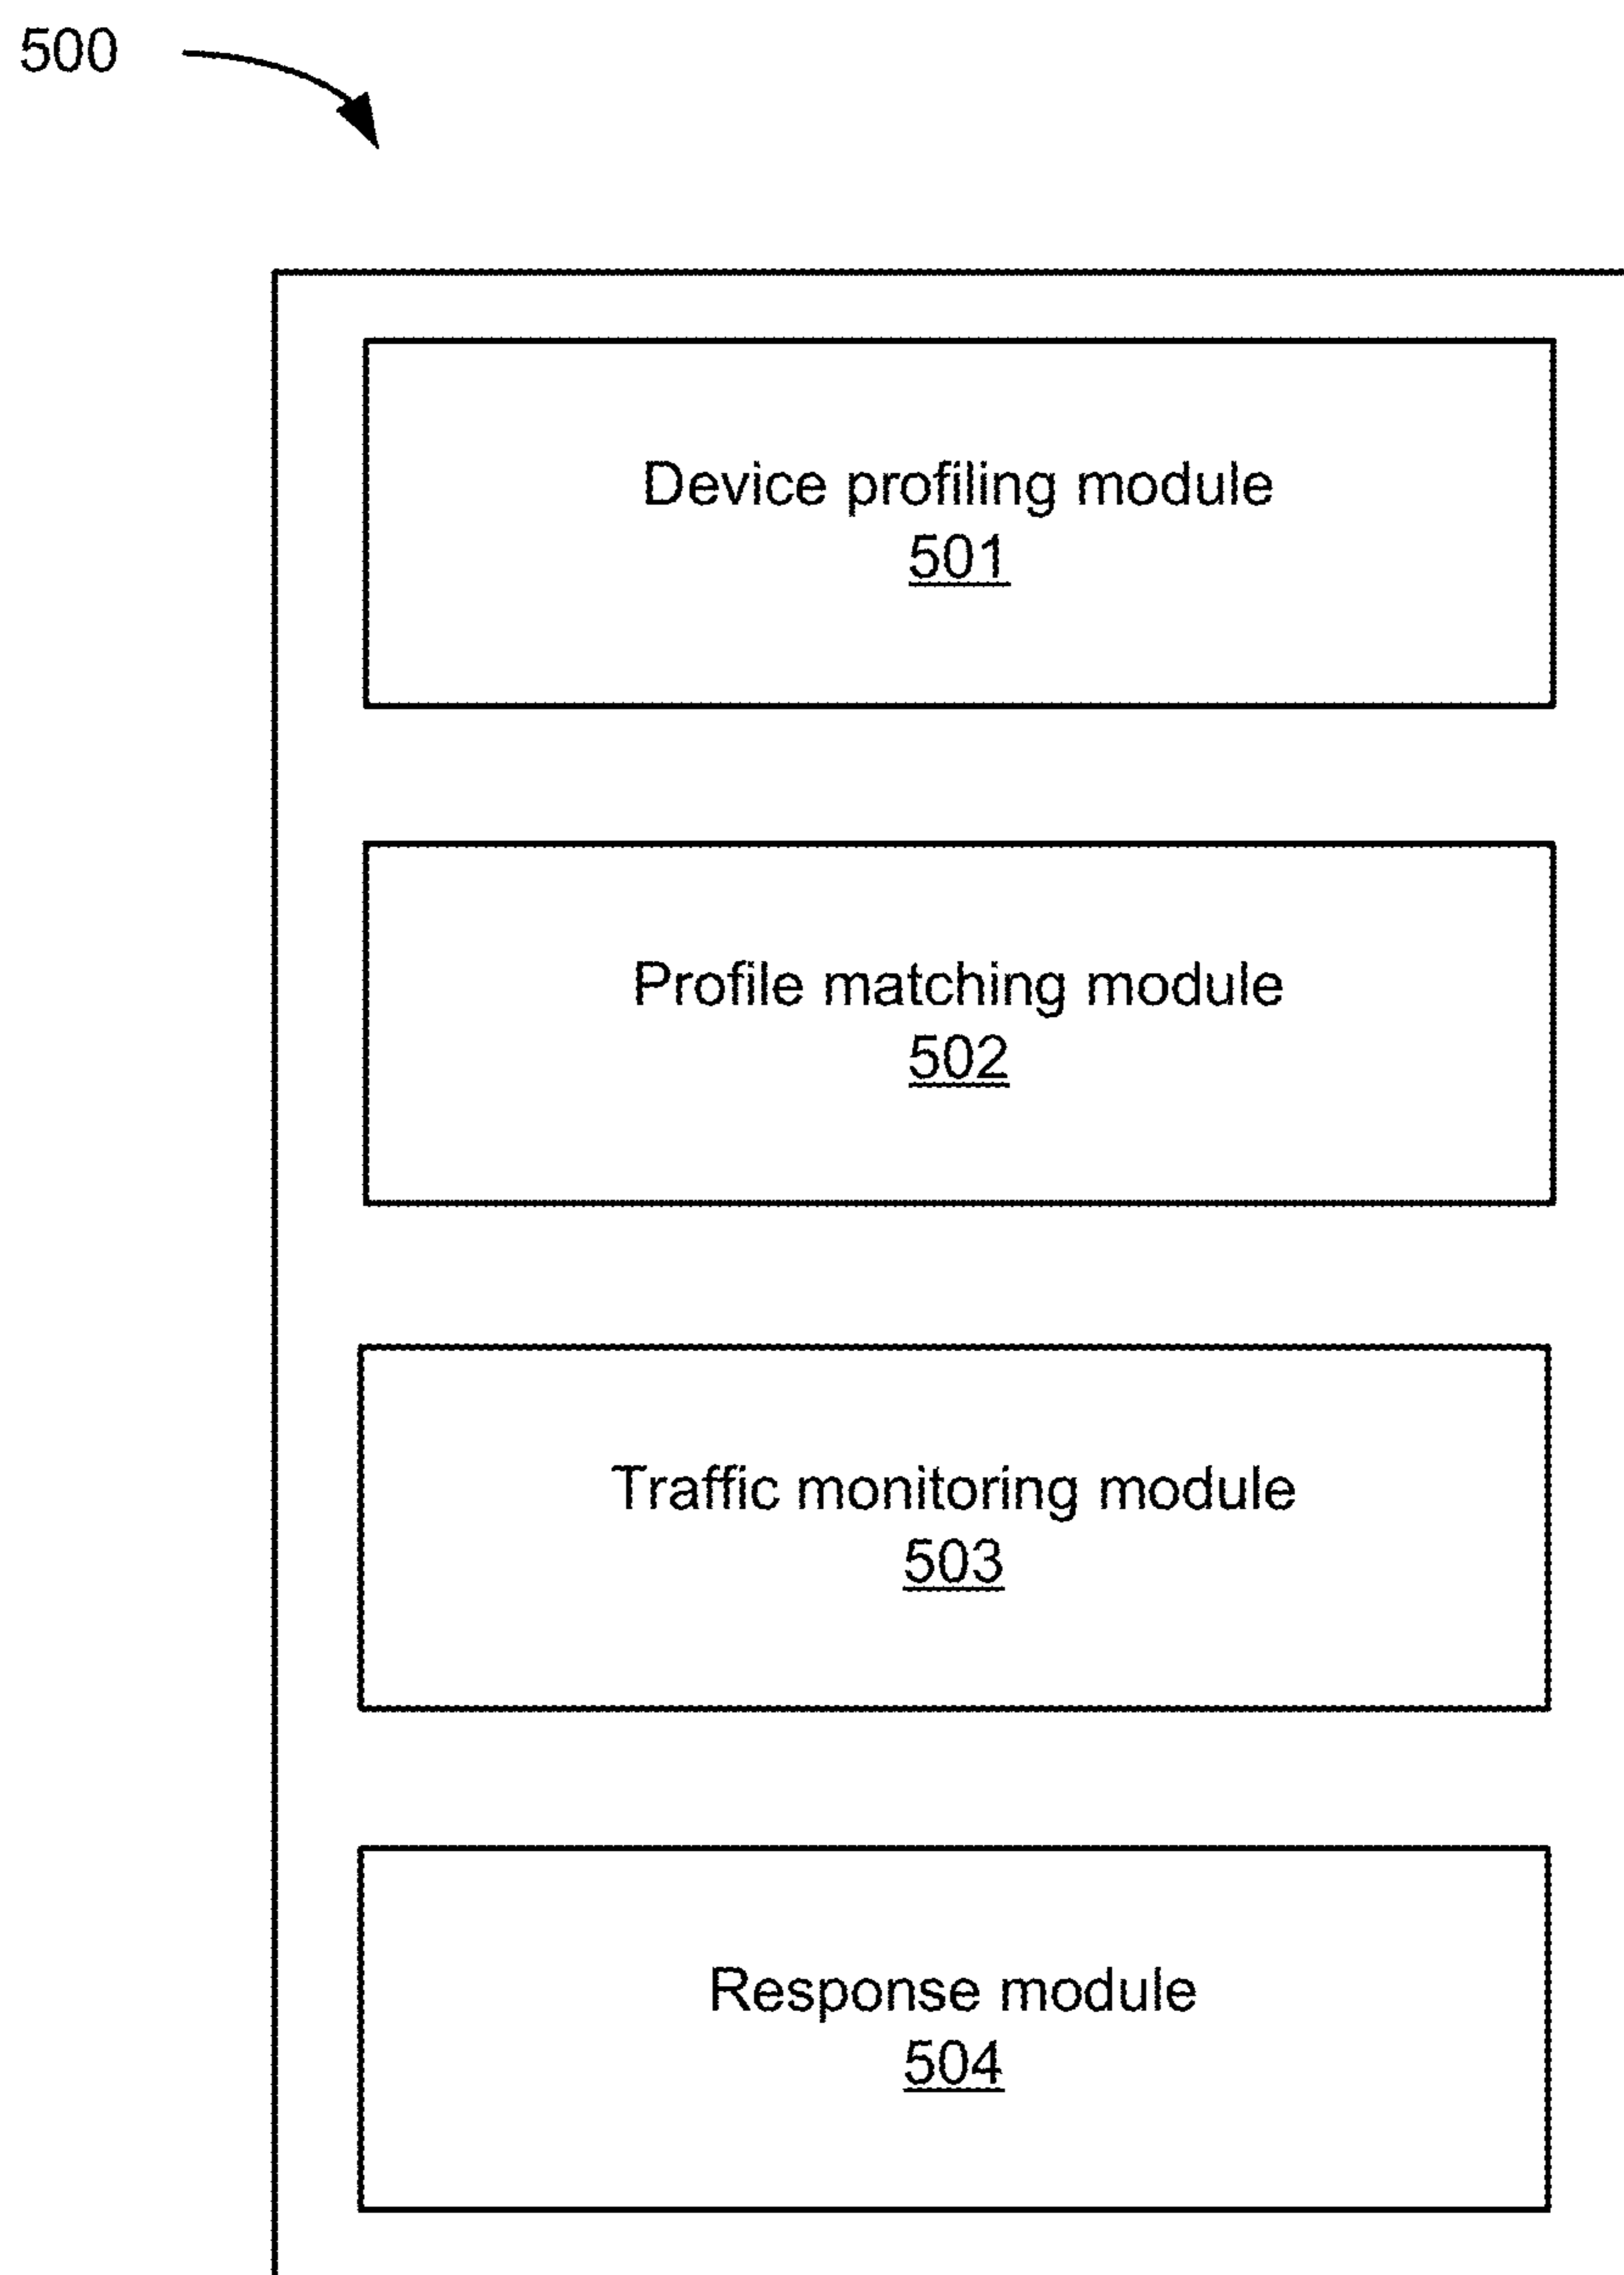 500
Device profiling module
501
Profile matching module
502
Traffic monitoring module
503
Response module
504